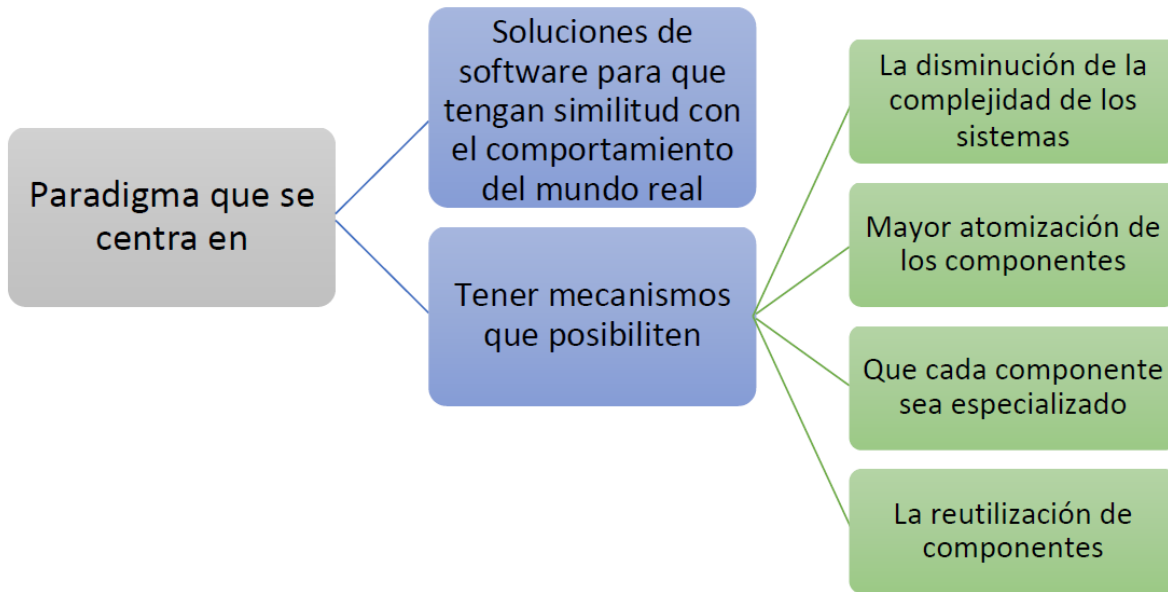 Paradigma que se
centra en
Soluciones de
software para que
tengan similitud con
el comportamiento
del mundo real
Tener mecanismos
que posibiliten
La disminución de la
complejidad de los
sistemas
Mayor atomización de
los componentes
Que cada componente
sea especializado
La reutilización de
componentes